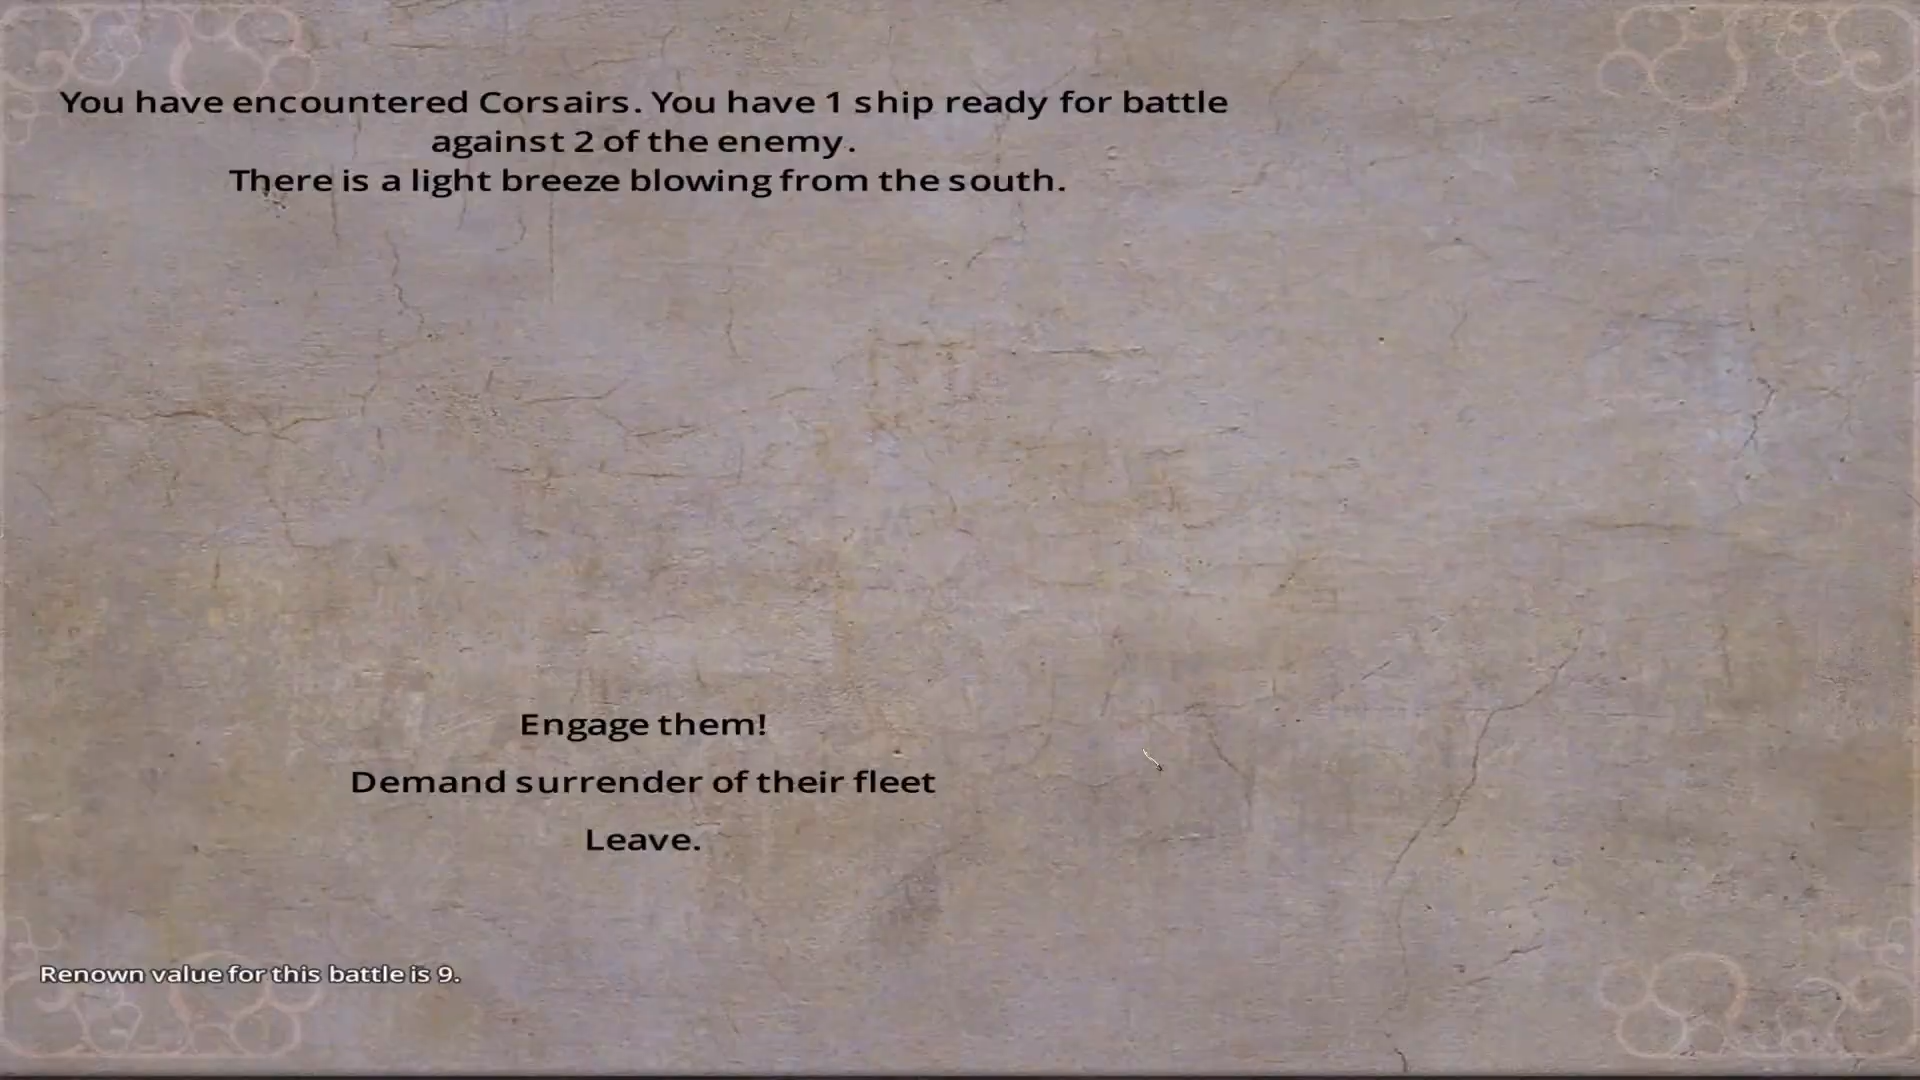 You have encountered Corsairs. You have 1 ship ready for battle
against 2 of the enemy.
There is a light breeze blowing from the south.
Engage them!
Demand surrender of their fleet
Leave.
Renown value for this battle is 9.